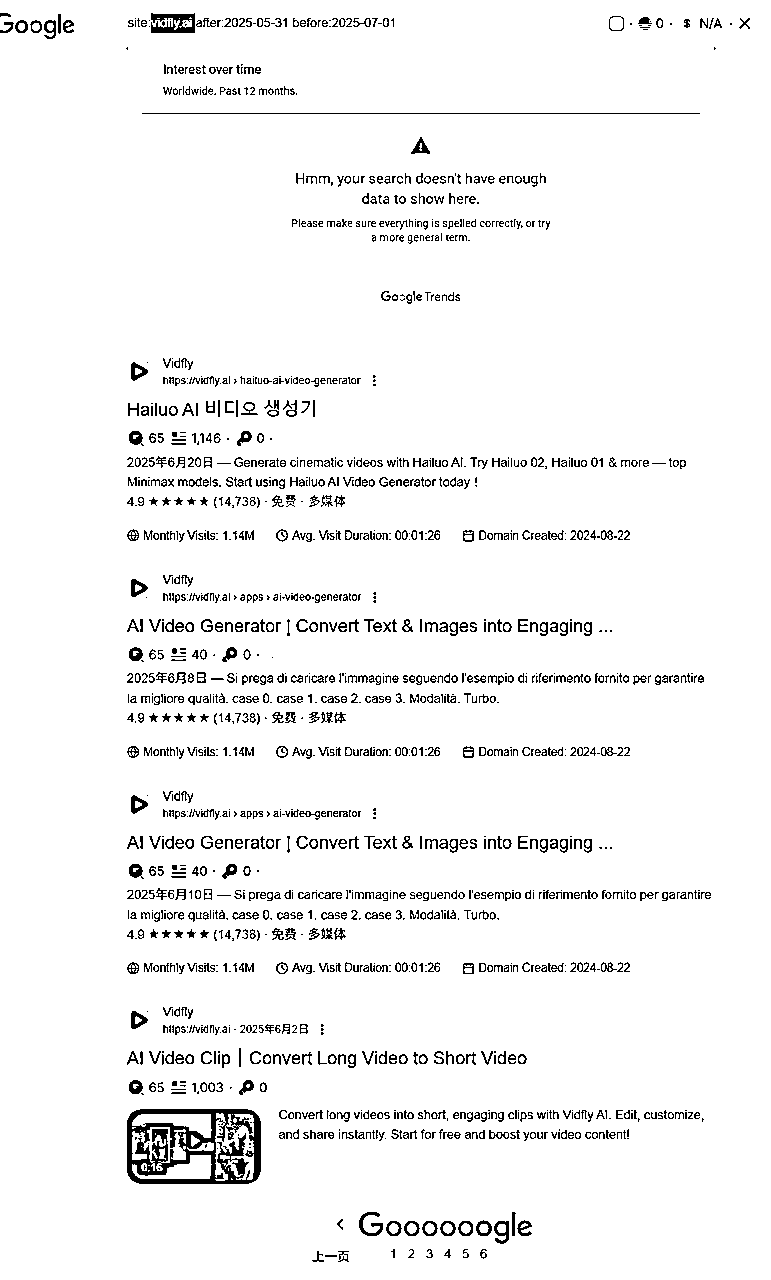 Google
site:vidfly.ai after:2025-05-31 before:2025-07-01
· 0 · $ N/A ·
Interest over time
Worldwide. Past 12 months.
Hmm, your search doesn't have enough
data to show here.
Please make sure everything is spelled correctly, or try
a more general term.
Google Trends
Vidfly
https://vidfly.ai › hailuo-ai-video-generator
Hailuo AI 비디오 생성기
65 1,146 · 0 ·
2025年6月20日 — Generate cinematic videos with Hailuo AI. Try Hailuo 02, Hailuo 01 & more — top
Minimax models. Start using Hailuo AI Video Generator today !
4.9 ★★★★★ (14,736) · 免费 · 多媒体
Monthly Visits: 1.14M Avg. Visit Duration: 00:01:26 Domain Created: 2024-08-22
Vidfly
https://vidfly.ai › apps › ai-video-generator
AI Video Generator | Convert Text & Images into Engaging ...
65 40 · 0 ·
2025年6月8日 — Si prega di caricare l'immagine seguendo l'esempio di riferimento fornito per garantire
la migliore qualità. case 0. case 1. case 2. case 3. Modalità. Turbo.
4.9 ★★★★★ (14,736) · 免费 · 多媒体
Monthly Visits: 1.14M Avg. Visit Duration: 00:01:26 Domain Created: 2024-08-22
Vidfly
https://vidfly.ai › apps › ai-video-generator
AI Video Generator | Convert Text & Images into Engaging ...
65 40 · 0 ·
2025年6月10日 — Si prega di caricare l'immagine seguendo l'esempio di riferimento fornito per garantire
la migliore qualità. case 0. case 1. case 2. case 3. Modalità. Turbo.
4.9 ★★★★★ (14,736) · 免费 · 多媒体
Monthly Visits: 1.14M Avg. Visit Duration: 00:01:26 Domain Created: 2024-08-22
Vidfly
https://vidfly.ai · 2025年6月2日
AI Video Clip | Convert Long Video to Short Video
65 1,003 · 0
Convert long videos into short, engaging clips with Vidfly AI. Edit, customize,
and share instantly. Start for free and boost your video content!
0:16
Goooooogle
上一页 1 2 3 4 5 6